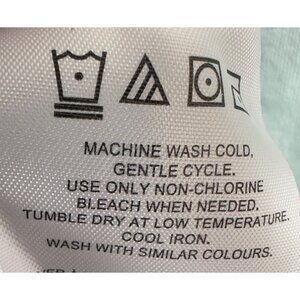 MACHINE WASH COLD,
GENTLE CYCLE.
USE ONLY NON-CHLORINE
BLEACH WHEN NEEDED.
TUMBLE DRY AT LOW TEMPERATURE.
COOL IRON.
WASH WITH SIMILAR COLOURS.